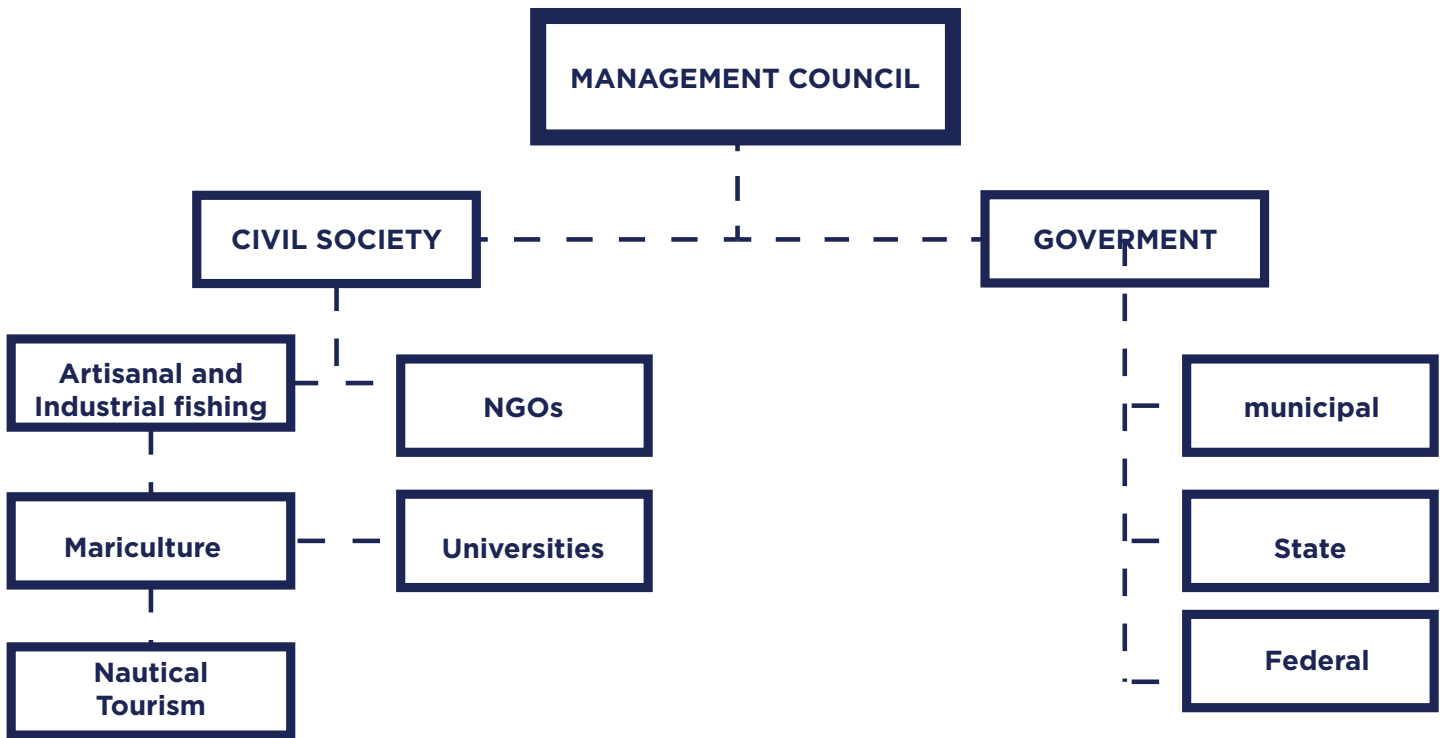 MANAGEMENT COUNCIL
CIVIL SOCIETY
GOVERMENT
Artisanal and
Industrial fishing
NGOs
municipal
Mariculture
Universities
State
Nautical
Tourism
Federal